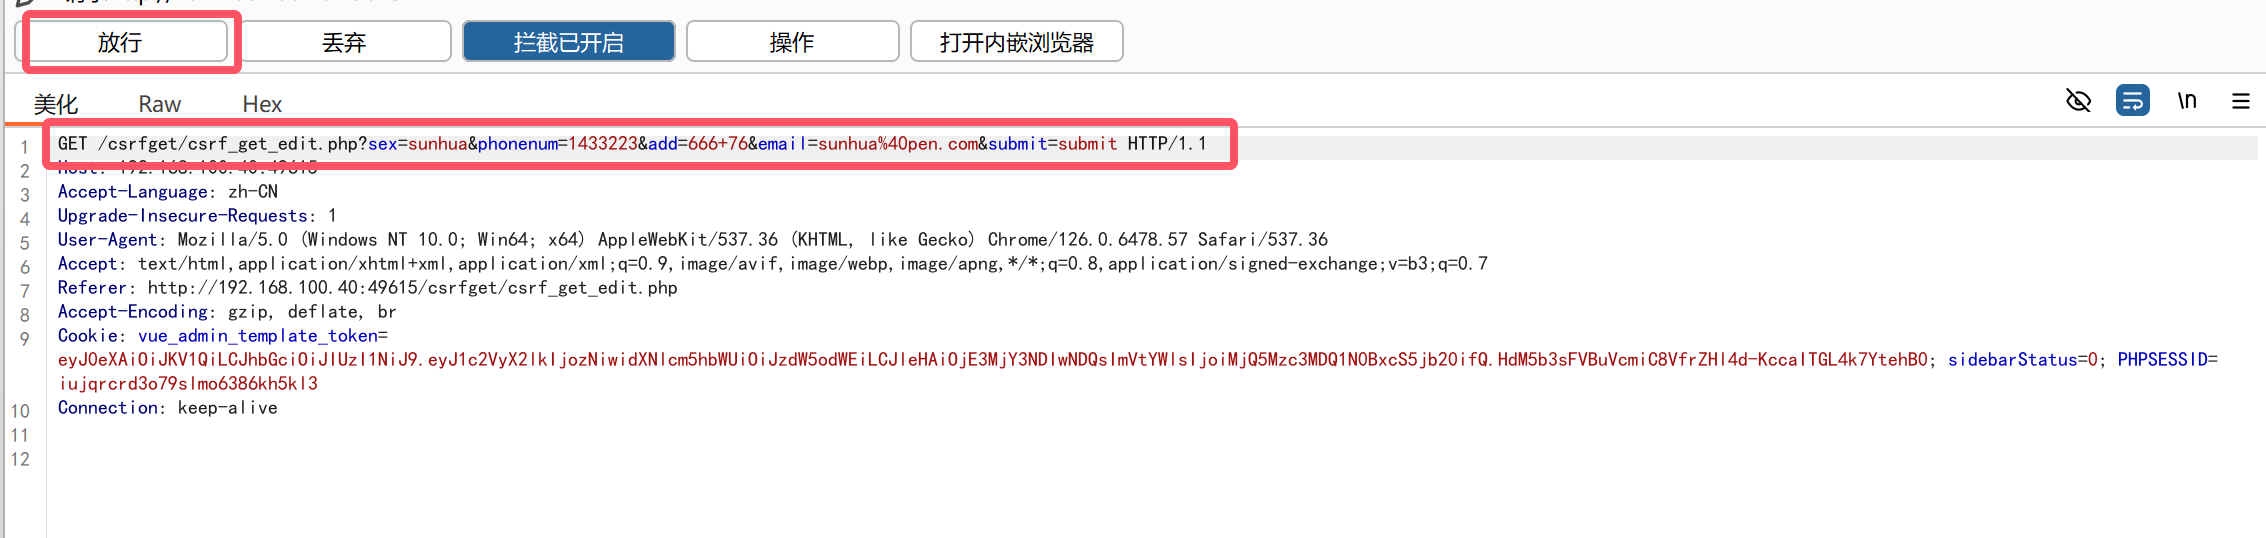 放行 丢弃 拦截已开启 操作 打开内嵌浏览器
美化 Raw Hex \n
1 GET /csrfget/csrf_get_edit.php?sex=sunhua&phonenum=1433223&add=666+76&email=sunhua%40pen.com&submit=submit HTTP/1.1
2 Host: 192.168.100.40:49615
3 Accept-Language: zh-CN
4 Upgrade-Insecure-Requests: 1
5 User-Agent: Mozilla/5.0 (Windows NT 10.0; Win64; x64) AppleWebKit/537.36 (KHTML, like Gecko) Chrome/126.0.6478.57 Safari/537.36
6 Accept: text/html,application/xhtml+xml,application/xml;q=0.9,image/avif,image/webp,image/apng,*/*;q=0.8,application/signed-exchange;v=b3;q=0.7
7 Referer: http://192.168.100.40:49615/csrfget/csrf_get_edit.php
8 Accept-Encoding: gzip, deflate, br
9 Cookie: vue_admin_template_token=
eyJ0eXAiOiJKV1QiLCJhbGciOiJIUzI1NiJ9.eyJ1c2VyX2lkIjozNiwidXNlcm5hbWUiOiJzdW5odWEiLCJleHAiOjE3MjY3NDIwNDQsImVtYWlsIjoiMjQ5Mzc3MDQ1N0BxcS5jb20ifQ.HdM5b3sFVBuVcmiC8VfrZHl4d-KccaITGL4k7YtehB0; sidebarStatus=0; PHPSESSID=
iujqrcrd3o79slmo6386kh5kl3
10 Connection: keep-alive
11
12